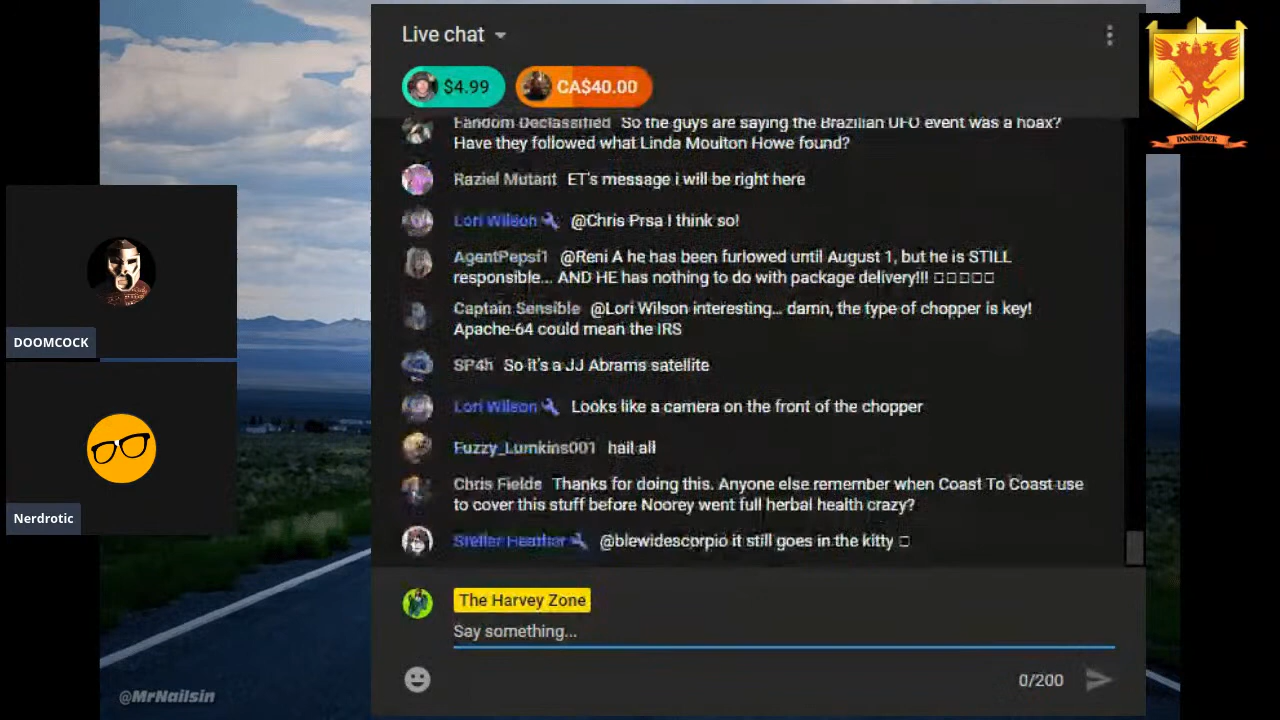 Live chat
$4.99 CA$40.00
DOOMCOCK
Fandom Declassified So the guys are saying the Brazilian UFO event was a hoax?
Have they followed what Linda Moulton Howe found?
Raziel Mutant ET's message i will be right here
Lori Wilson @Chris Prsa I think so!
AgentPepsi1 @Reni A he has been furlowed until August 1, but he is STILL
responsible... AND HE has nothing to do with package delivery!!! □□□□□
Captain Sensible @Lori Wilson interesting... damn, the type of chopper is key!
Apache-64 could mean the IRS
SP4h So it's a JJ Abrams satellite
Lori Wilson Looks like a camera on the front of the chopper
Fuzzy_Lumkins001 hail all
Chris Fields Thanks for doing this. Anyone else remember when Coast To Coast use
to cover this stuff before Noorey went full herbal health crazy?
Steller Heather @blewidescorpio it still goes in the kitty □
The Harvey Zone
Say something...
0/200
DOOMCOCK
Nerdrotic
@MrNailsin